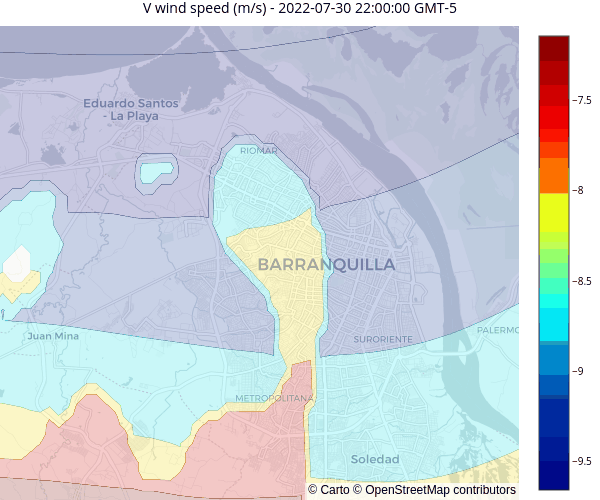 V wind speed (m/s) - 2022-07-30 22:00:00 GMT-5
Eduardo Santos
- La Playa
RIOMAR
BARRANQUILLA
Juan Mina
SURORIENTE
PALERMO
METROPOLITANA
Soledad
© Carto © OpenStreetMap contributors
−7.5
−8
−8.5
−9
−9.5